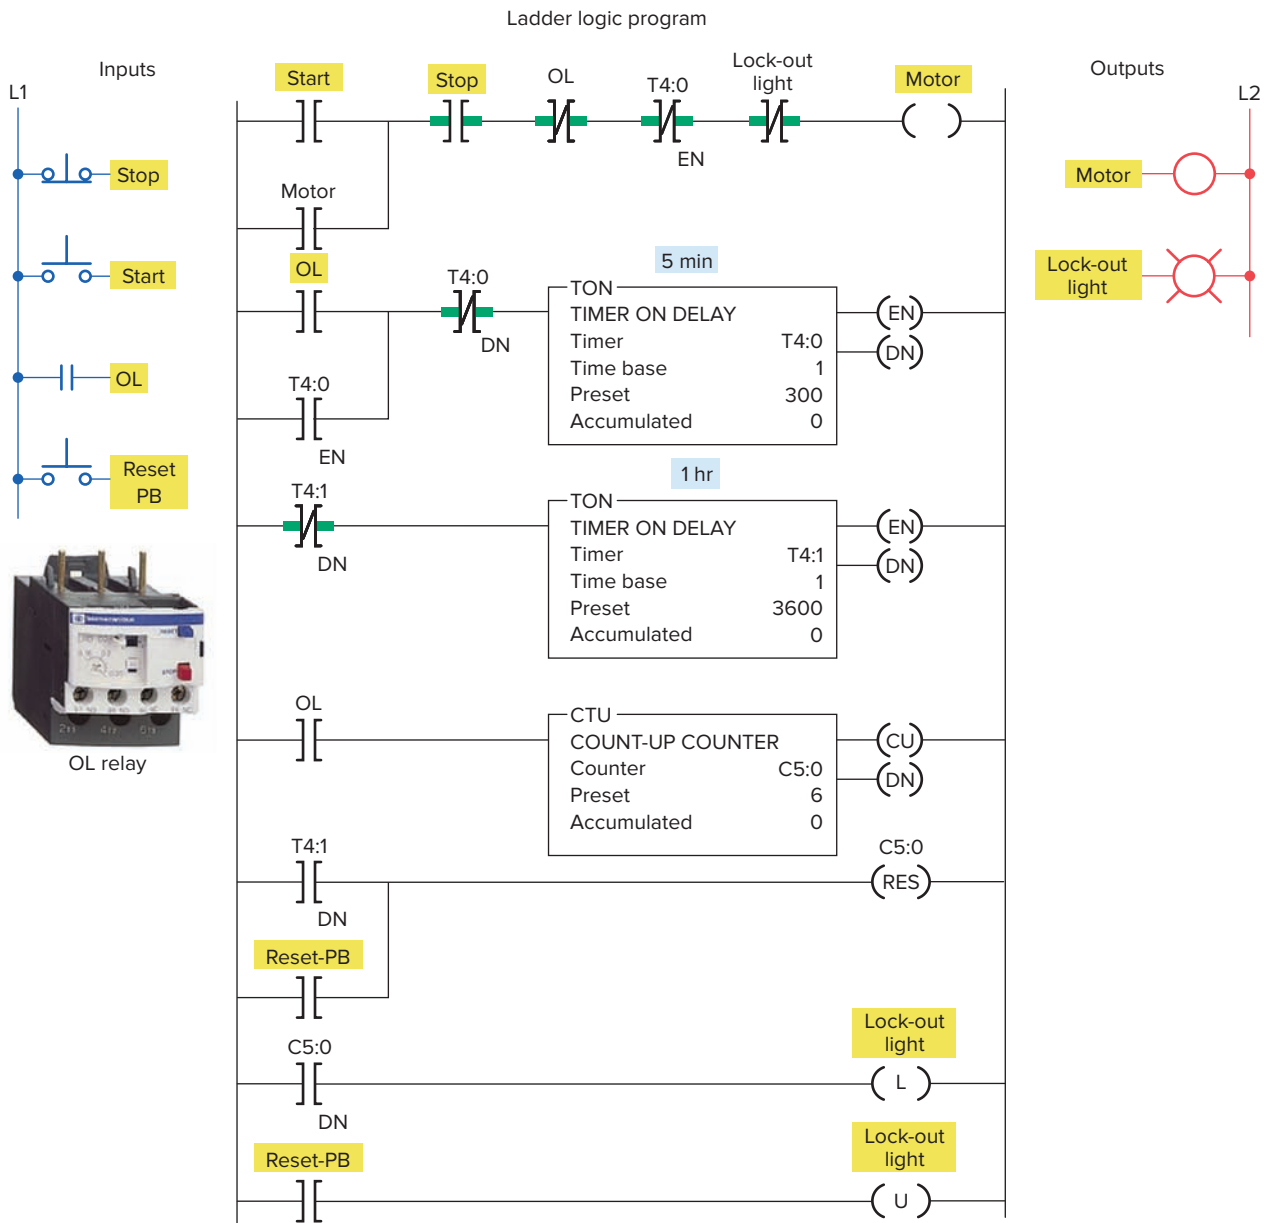 Ladder logic program
Inputs
L1
Stop
Start
OL
Reset
PB
OL relay
Start
Stop
OL
T4:0
EN
Lock-out
light
Motor
Motor
OL
T4:0
DN
T4:0
EN
5 min
TON
TIMER ON DELAY
Timer T4:0
Time base 1
Preset 300
Accumulated 0
EN
DN
T4:1
DN
1 hr
TON
TIMER ON DELAY
Timer T4:1
Time base 1
Preset 3600
Accumulated 0
EN
DN
OL
CTU
COUNT-UP COUNTER
Counter C5:0
Preset 6
Accumulated 0
CU
DN
T4:1
DN
C5:0
RES
Reset-PB
C5:0
DN
Lock-out
light
L
Reset-PB
Lock-out
light
U
Outputs
L2
Motor
Lock-out
light